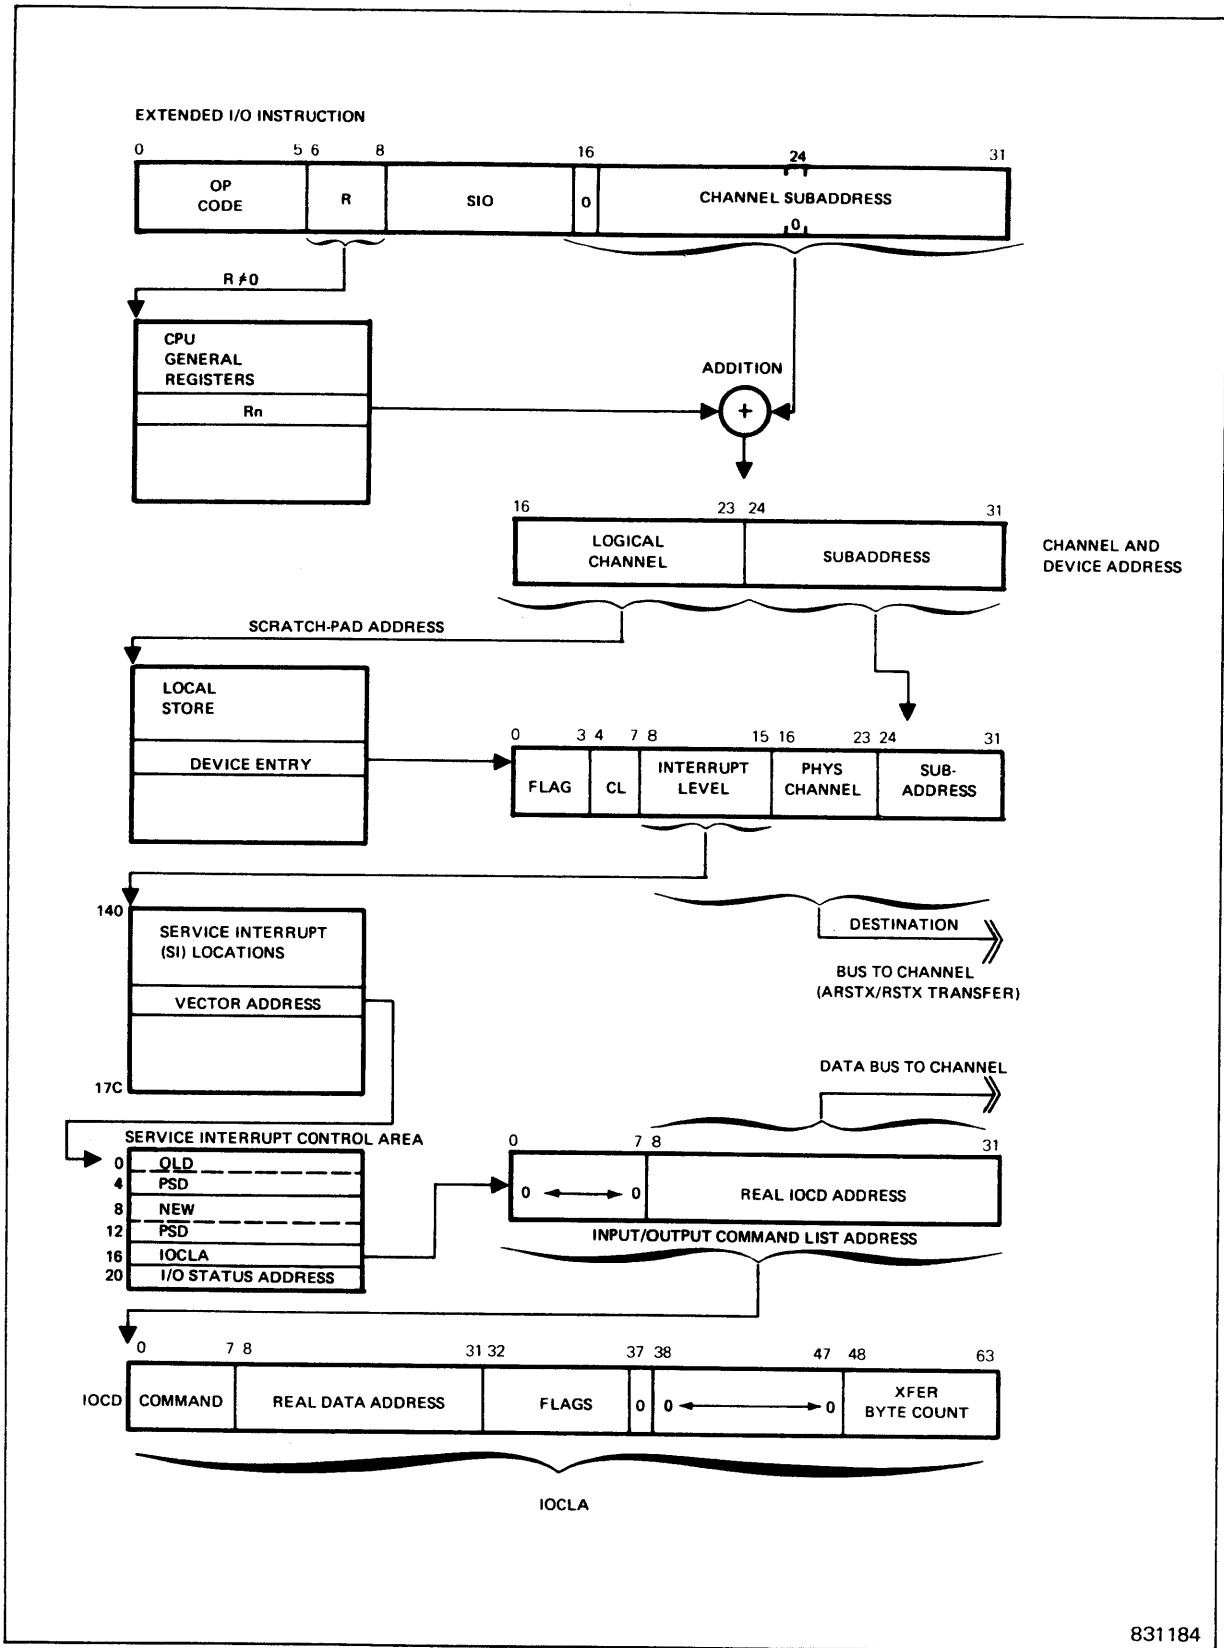 EXTENDED I/O INSTRUCTION
0 5 6 8 16 24 31
OP CODE R SIO 0 CHANNEL SUBADDRESS
0
R ≠ 0
CPU
GENERAL
REGISTERS
Rn
ADDITION
+
16 23 24 31
LOGICAL CHANNEL SUBADDRESS
CHANNEL AND
DEVICE ADDRESS
SCRATCH-PAD ADDRESS
LOCAL
STORE
DEVICE ENTRY
0 3 4 7 8 15 16 23 24 31
FLAG CL INTERRUPT LEVEL PHYS CHANNEL SUB-ADDRESS
140
SERVICE INTERRUPT
(SI) LOCATIONS
VECTOR ADDRESS
17C
DESTINATION
BUS TO CHANNEL
(ARSTX/RSTX TRANSFER)
DATA BUS TO CHANNEL
SERVICE INTERRUPT CONTROL AREA
0 OLD
4 PSD
8 NEW
12 PSD
16 IOCLA
20 I/O STATUS ADDRESS
0 7 8 31
0 0 REAL IOCD ADDRESS
INPUT/OUTPUT COMMAND LIST ADDRESS
0 7 8 31 32 37 38 47 48 63
IOCD COMMAND REAL DATA ADDRESS FLAGS 0 0 0 XFER BYTE COUNT
IOCLA
831184